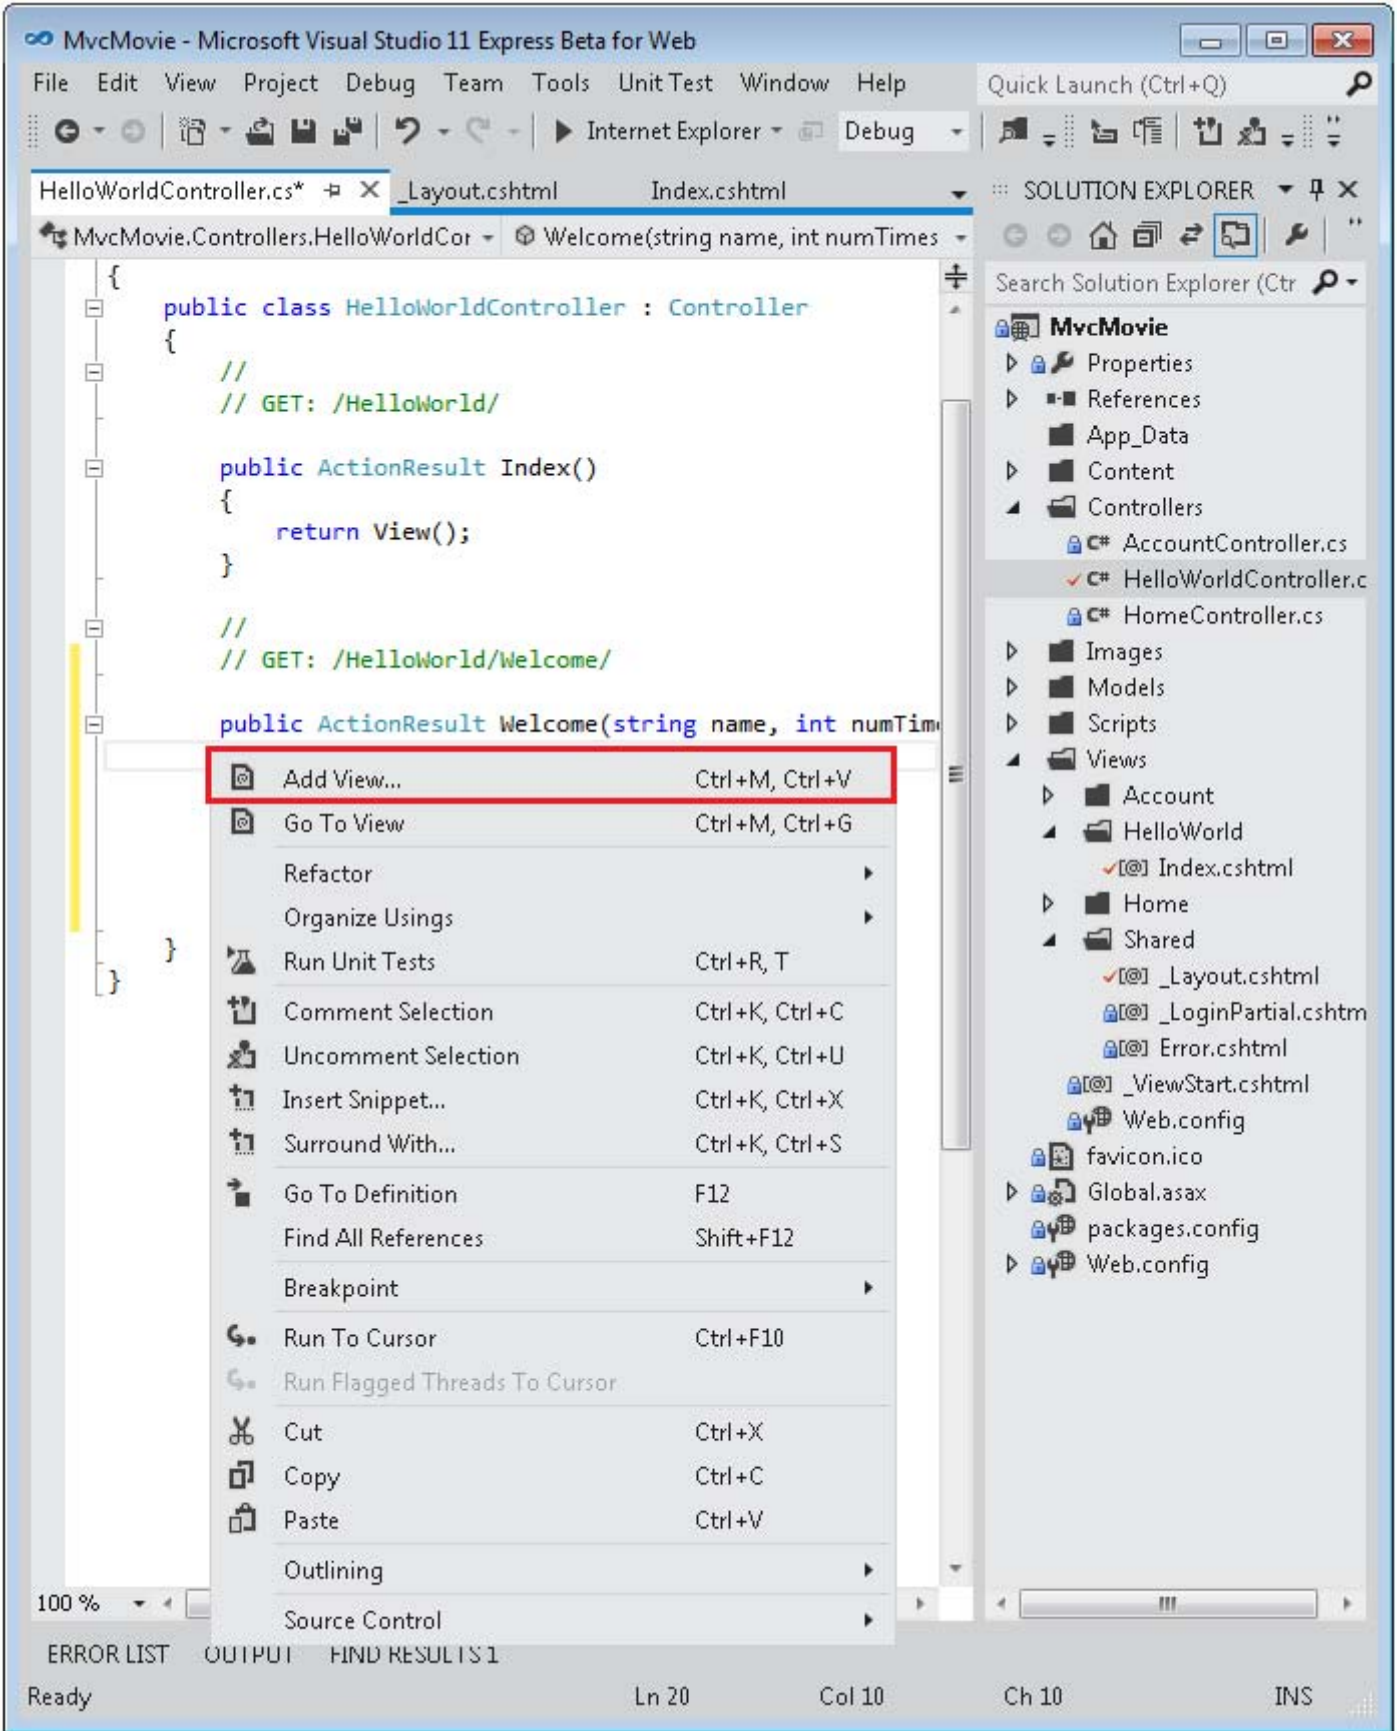 MvcMovie - Microsoft Visual Studio 11 Express Beta for Web
File Edit View Project Debug Team Tools Unit Test Window Help
Quick Launch (Ctrl+Q)
Internet Explorer Debug
HelloWorldController.cs* _Layout.cshtml Index.cshtml
MvcMovie.Controllers.HelloWorldCor Welcome(string name, int numTimes
{
public class HelloWorldController : Controller
{
//
// GET: /HelloWorld/
public ActionResult Index()
{
return View();
}
//
// GET: /HelloWorld/Welcome/
public ActionResult Welcome(string name, int numTim
}
}
Add View... Ctrl+M, Ctrl+V
Go To View Ctrl+M, Ctrl+G
Refactor
Organize Usings
Run Unit Tests Ctrl+R, T
Comment Selection Ctrl+K, Ctrl+C
Uncomment Selection Ctrl+K, Ctrl+U
Insert Snippet... Ctrl+K, Ctrl+X
Surround With... Ctrl+K, Ctrl+S
Go To Definition F12
Find All References Shift+F12
Breakpoint
Run To Cursor Ctrl+F10
Run Flagged Threads To Cursor
Cut Ctrl+X
Copy Ctrl+C
Paste Ctrl+V
Outlining
Source Control
SOLUTION EXPLORER
Search Solution Explorer (Ctr
MvcMovie
Properties
References
App_Data
Content
Controllers
C# AccountController.cs
C# HelloWorldController.c
C# HomeController.cs
Images
Models
Scripts
Views
Account
HelloWorld
[@] Index.cshtml
Home
Shared
[@] _Layout.cshtml
[@] _LoginPartial.cshtm
[@] Error.cshtml
[@] _ViewStart.cshtml
Web.config
favicon.ico
Global.asax
packages.config
Web.config
100 %
ERROR LIST OUTPUT FIND RESULTS 1
Ready Ln 20 Col 10 Ch 10 INS